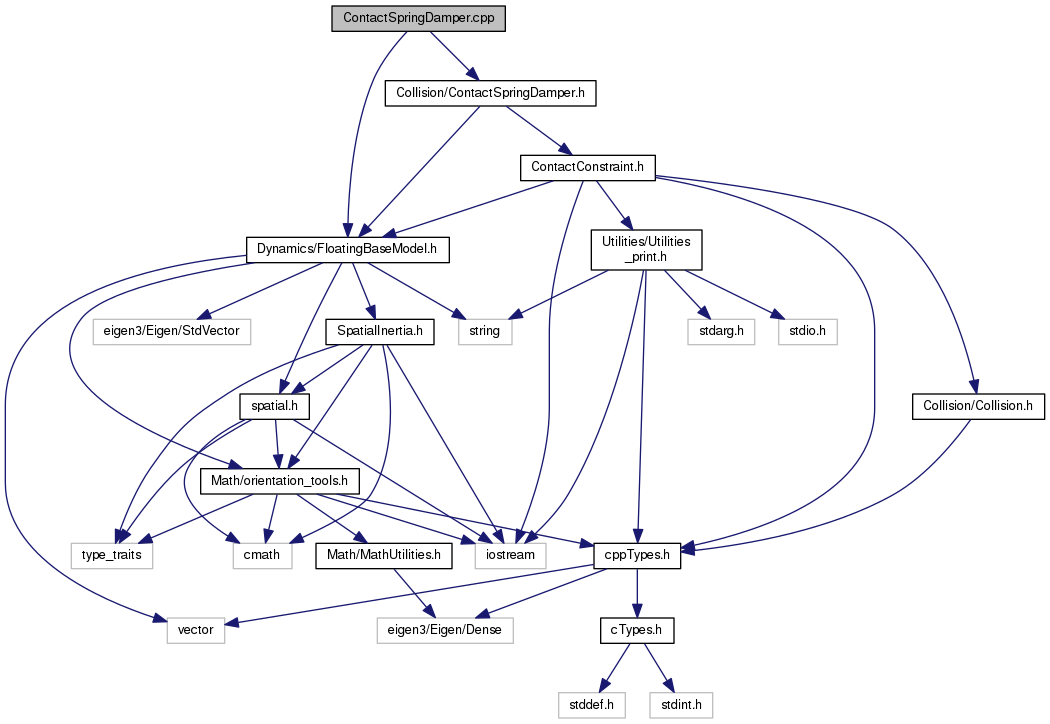 ContactSpringDamper.cpp
Collision/ContactSpringDamper.h
ContactConstraint.h
Dynamics/FloatingBaseModel.h
Utilities/Utilities
_print.h
eigen3/Eigen/StdVector
SpatialInertia.h
string
stdarg.h
stdio.h
spatial.h
Collision/Collision.h
Math/orientation_tools.h
type_traits
cmath
Math/MathUtilities.h
iostream
cppTypes.h
vector
eigen3/Eigen/Dense
cTypes.h
stddef.h
stdint.h